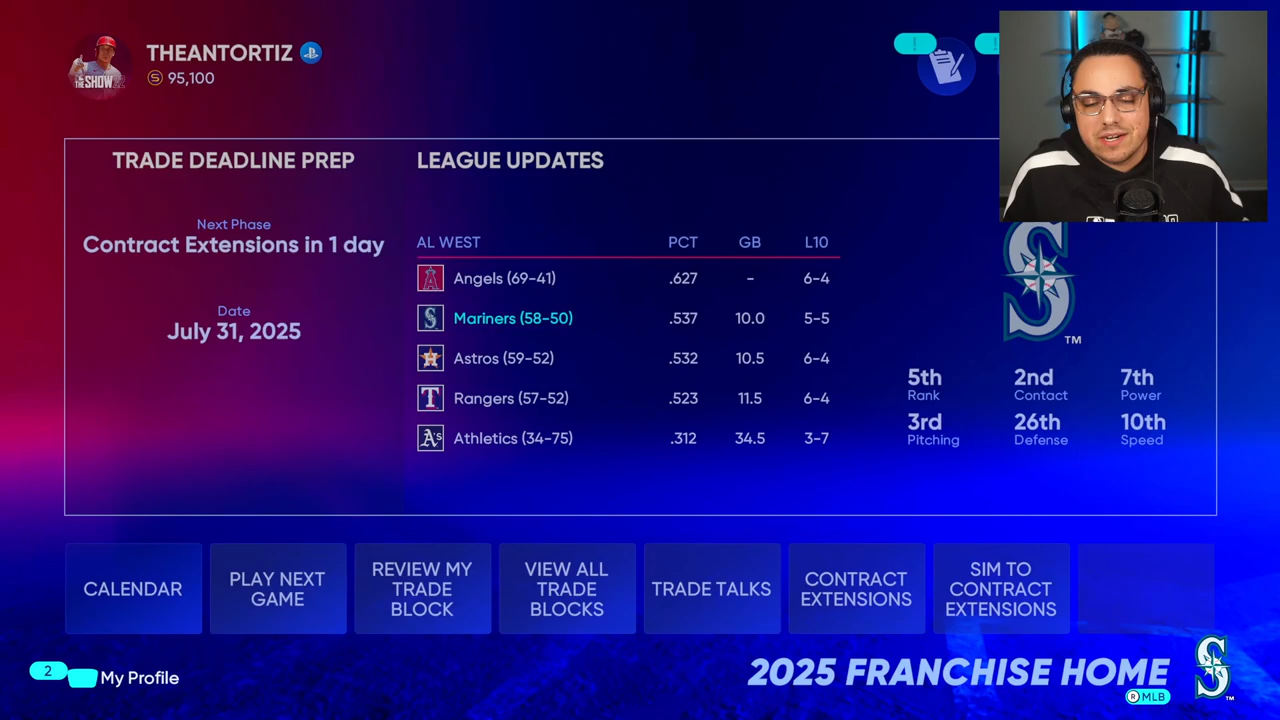 THEANTORTIZ
95,100
THE SHOW 22
TRADE DEADLINE PREP
Next Phase
Contract Extensions in 1 day
Date
July 31, 2025
LEAGUE UPDATES
AL WEST PCT GB L10
Angels (69-41) .627 - 6-4
Mariners (58-50) .537 10.0 5-5
Astros (59-52) .532 10.5 6-4
Rangers (57-52) .523 11.5 6-4
Athletics (34-75) .312 34.5 3-7
TM
5th 2nd 7th
Rank Contact Power
3rd 26th 10th
Pitching Defense Speed
CALENDAR
PLAY NEXT
GAME
REVIEW MY
TRADE
BLOCK
VIEW ALL
TRADE
BLOCKS
TRADE TALKS
CONTRACT
EXTENSIONS
SIM TO
CONTRACT
EXTENSIONS
2 My Profile
2025 FRANCHISE HOME
R MLB
TM